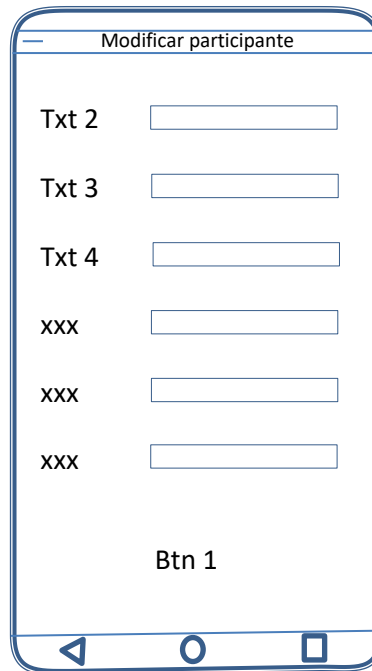 Modificar participante
Txt 2
Txt 3
Txt 4
xxx
xxx
xxx
Btn 1